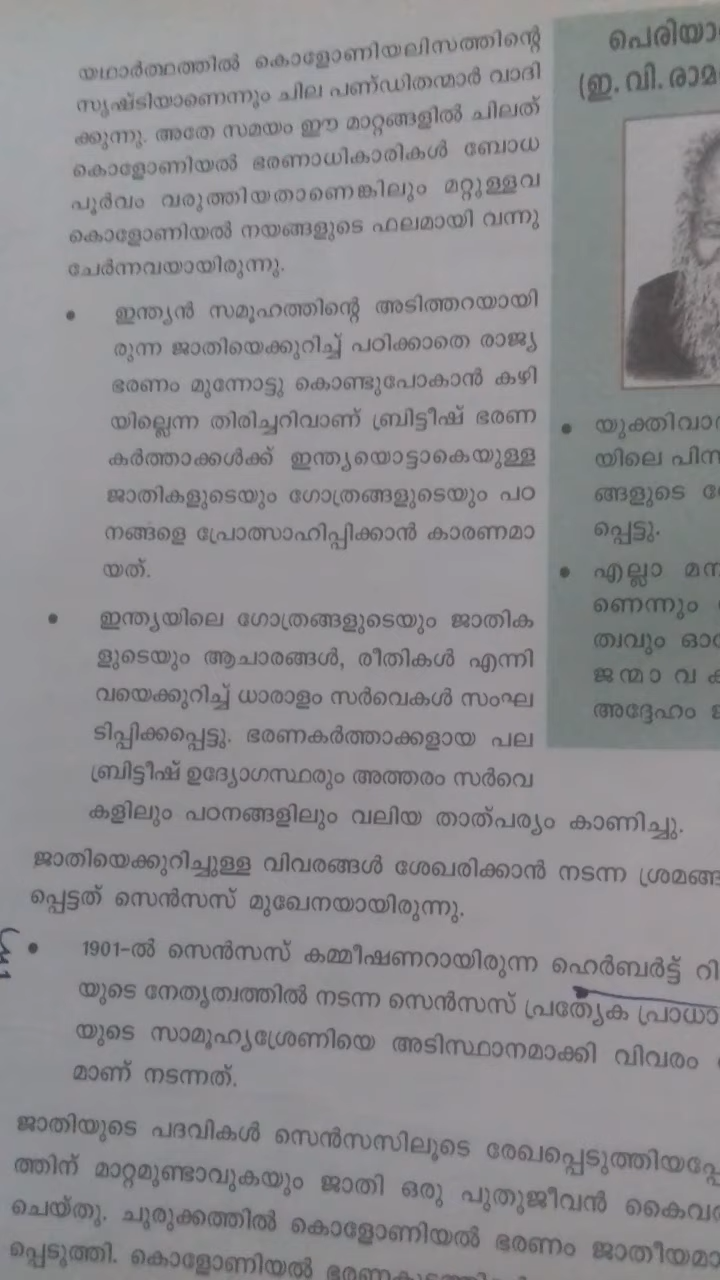 യഥാർത്ഥത്തിൽ കൊളോണിയലിസത്തിന്റെ
സൃഷ്ടിയാണെന്നും ചില പണ്ഡിതന്മാർ വാദി
ക്കുന്നു. അതേ സമയം ഈ മാറ്റങ്ങളിൽ ചിലത്
കൊളോണിയൽ ഭരണാധികാരികൾ ബോധ
പൂർവം വരുത്തിയതാണെങ്കിലും മറ്റുള്ളവ
കൊളോണിയൽ നയങ്ങളുടെ ഫലമായി വന്നു
ചേർന്നവയായിരുന്നു.
• ഇന്ത്യൻ സമൂഹത്തിന്റെ അടിത്തറയായി
രുന്ന ജാതിയെക്കുറിച്ച് പഠിക്കാതെ രാജ്യ
ഭരണം മുന്നോട്ടു കൊണ്ടുപോകാൻ കഴി
യില്ലെന്ന തിരിച്ചറിവാണ് ബ്രിട്ടീഷ് ഭരണ
കർത്താക്കൾക്ക് ഇന്ത്യയൊട്ടാകെയുള്ള
ജാതികളുടെയും ഗോത്രങ്ങളുടെയും പഠ
നങ്ങളെ പ്രോത്സാഹിപ്പിക്കാൻ കാരണമാ
യത്.
• ഇന്ത്യയിലെ ഗോത്രങ്ങളുടെയും ജാതിക
ളുടെയും ആചാരങ്ങൾ, രീതികൾ എന്നി
വയെക്കുറിച്ച് ധാരാളം സർവെകൾ സംഘ
ടിപ്പിക്കപ്പെട്ടു. ഭരണകർത്താക്കളായ പല
ബ്രിട്ടീഷ് ഉദ്യോഗസ്ഥരും അത്തരം സർവെ
കളിലും പഠനങ്ങളിലും വലിയ താത്പര്യം കാണിച്ചു.
ജാതിയെക്കുറിച്ചുള്ള വിവരങ്ങൾ ശേഖരിക്കാൻ നടന്ന ശ്രമങ്ങ
പ്പെട്ടത് സെൻസസ് മുഖേനയായിരുന്നു.
• 1901-ൽ സെൻസസ് കമ്മീഷണറായിരുന്ന ഹെർബർട്ട് റി
യുടെ നേതൃത്വത്തിൽ നടന്ന സെൻസസ് പ്രത്യേക പ്രാധാ
യുടെ സാമൂഹ്യശ്രേണിയെ അടിസ്ഥാനമാക്കി വിവരം
മാണ് നടന്നത്.
ജാതിയുടെ പദവികൾ സെൻസസിലൂടെ രേഖപ്പെടുത്തിയപ്പോ
ത്തിന് മാറ്റമുണ്ടാവുകയും ജാതി ഒരു പുതുജീവൻ കൈവ
ചെയ്തു. ചുരുക്കത്തിൽ കൊളോണിയൽ ഭരണം ജാതീയമാ
പ്പെടുത്തി. കൊളോണിയൽ
പെരിയാ
(ഇ. വി. രാമ
• യുക്തിവാ
യിലെ പിന്ന
ങ്ങളുടെ
പ്പെട്ടു.
• എല്ലാ മന
ണെന്നും
ത്വവും ഓ
ജന്മാവക
അദ്ദേഹം